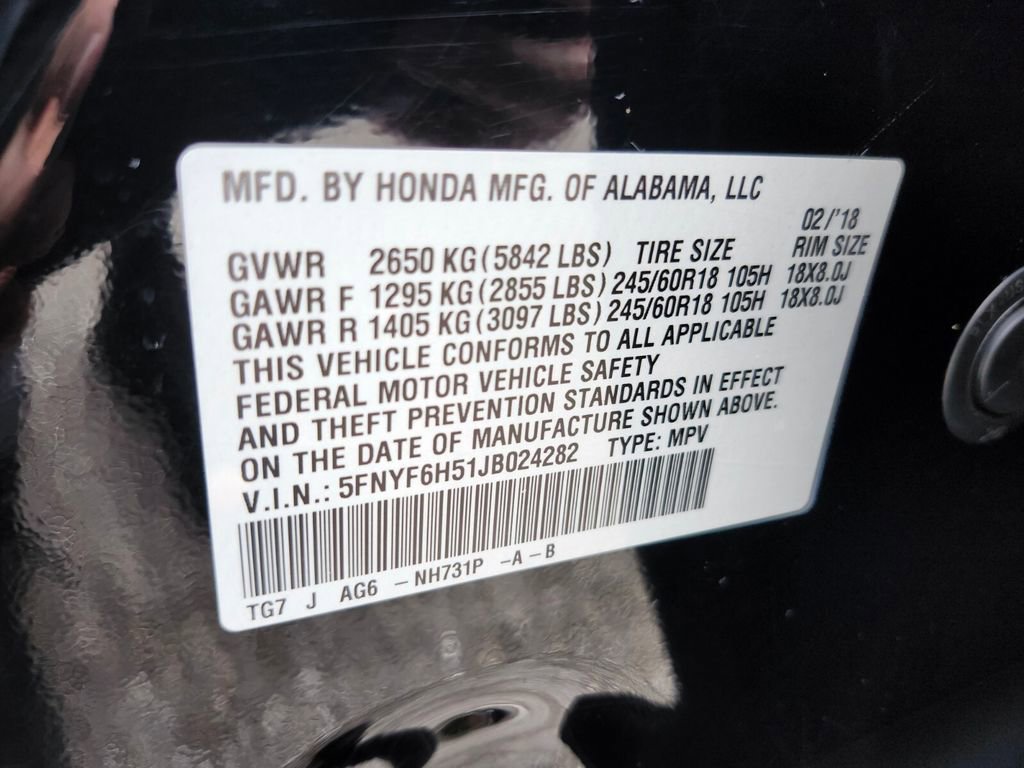 MFD. BY HONDA MFG. OF ALABAMA, LLC
02/'18
GVWR 2650 KG (5842 LBS) TIRE SIZE RIM SIZE
GAWR F 1295 KG (2855 LBS) 245/60R18 105H 18X8.0J
GAWR R 1405 KG (3097 LBS) 245/60R18 105H 18X8.0J
THIS VEHICLE CONFORMS TO ALL APPLICABLE
FEDERAL MOTOR VEHICLE SAFETY
AND THEFT PREVENTION STANDARDS IN EFFECT
ON THE DATE OF MANUFACTURE SHOWN ABOVE.
V.I.N.: 5FNYF6H51JB024282 TYPE: MPV
TG7 J AG6 -NH731P -A-B